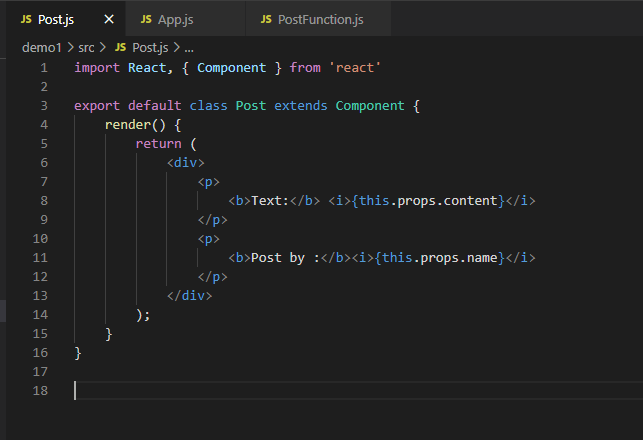 JS Post.js × JS App.js JS PostFunction.js
demo1 > src > JS Post.js > ...
1 import React, { Component } from 'react'
2
3 export default class Post extends Component {
4 render() {
5 return (
6 <div>
7 <p>
8 <b>Text:</b> <i>{this.props.content}</i>
9 </p>
10 <p>
11 <b>Post by :</b><i>{this.props.name}</i>
12 </p>
13 </div>
14 );
15 }
16 }
17
18